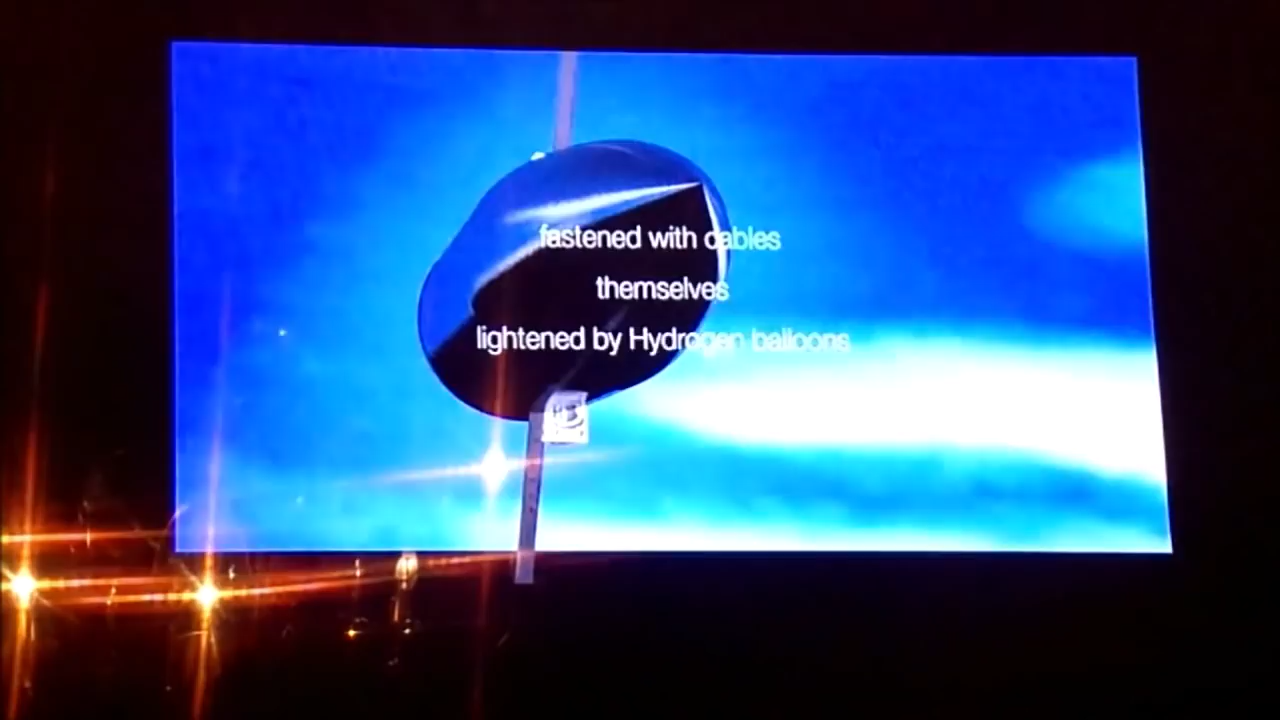 fastened with cables
themselves
lightened by Hydrogen balloons